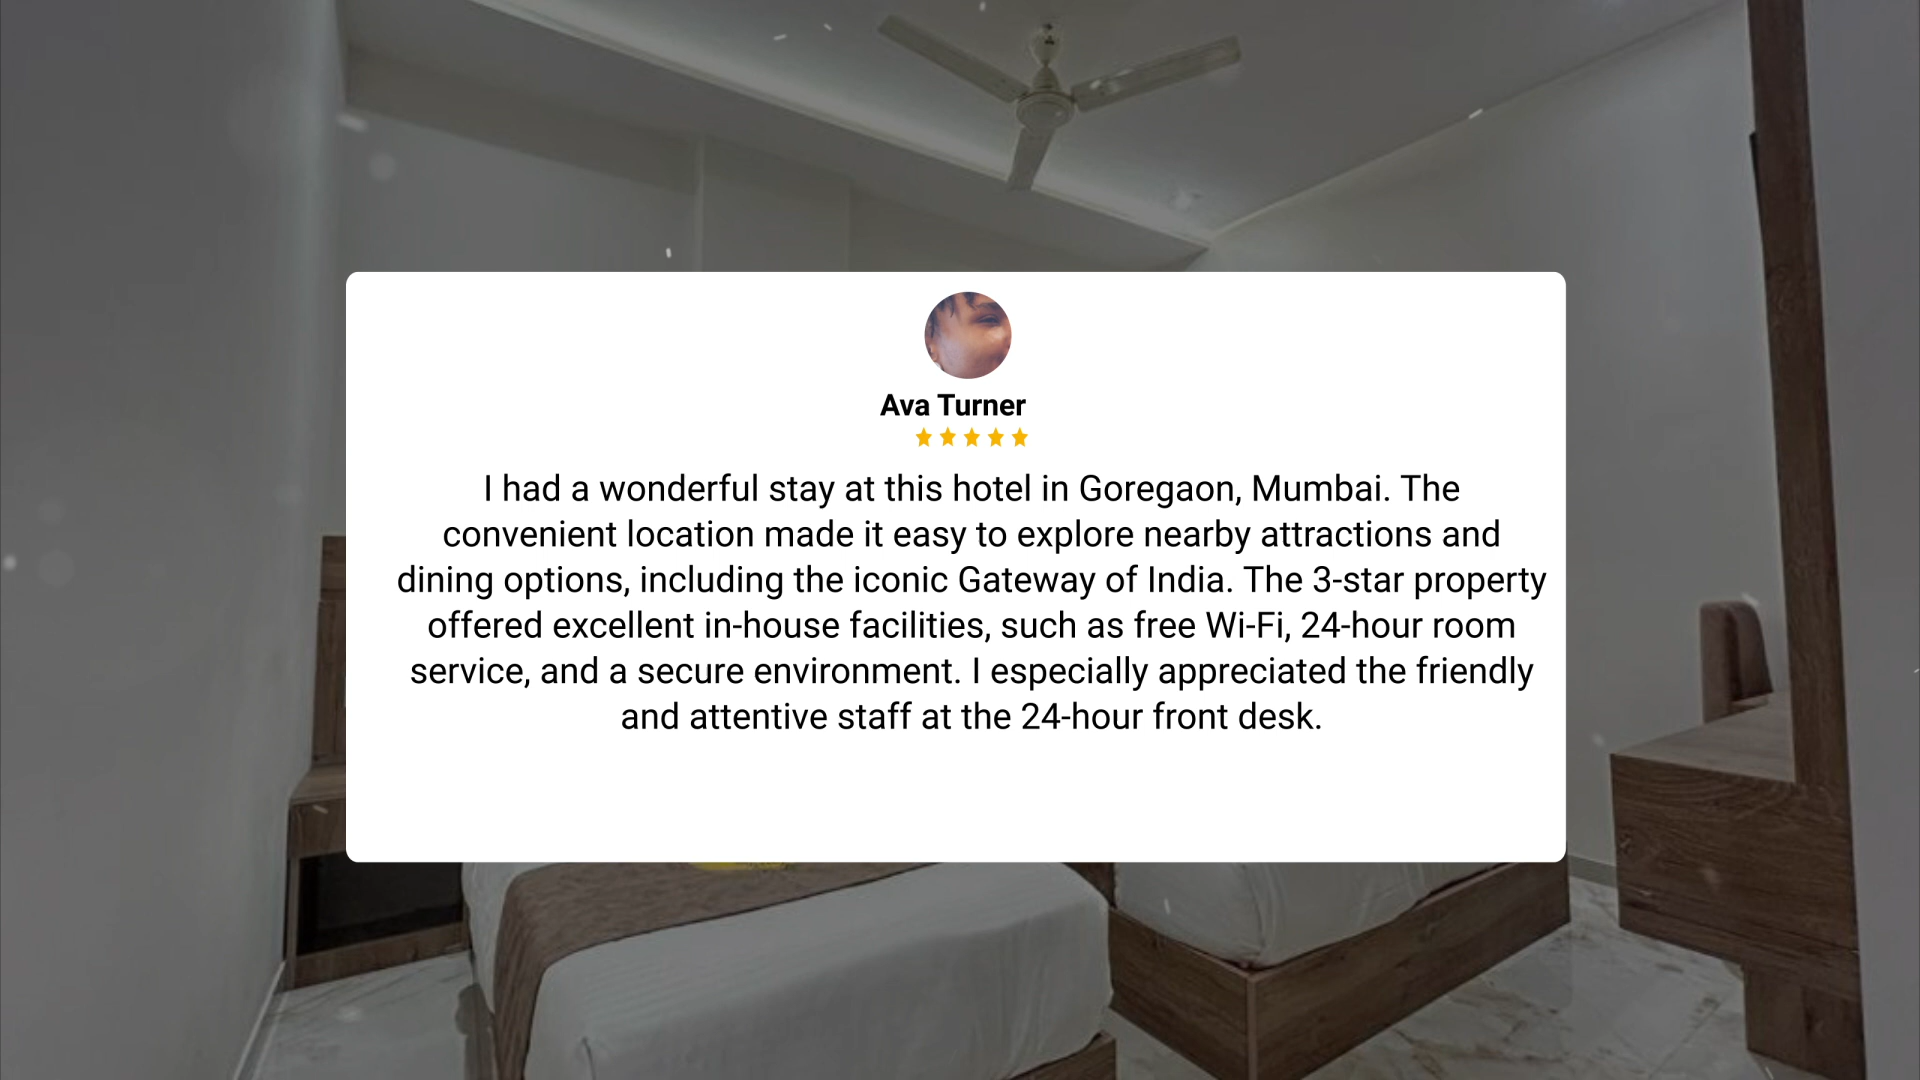 Ava Turner
I had a wonderful stay at this hotel in Goregaon, Mumbai. The
convenient location made it easy to explore nearby attractions and
dining options, including the iconic Gateway of India. The 3-star property
offered excellent in-house facilities, such as free Wi-Fi, 24-hour room
service, and a secure environment. I especially appreciated the friendly
and attentive staff at the 24-hour front desk.